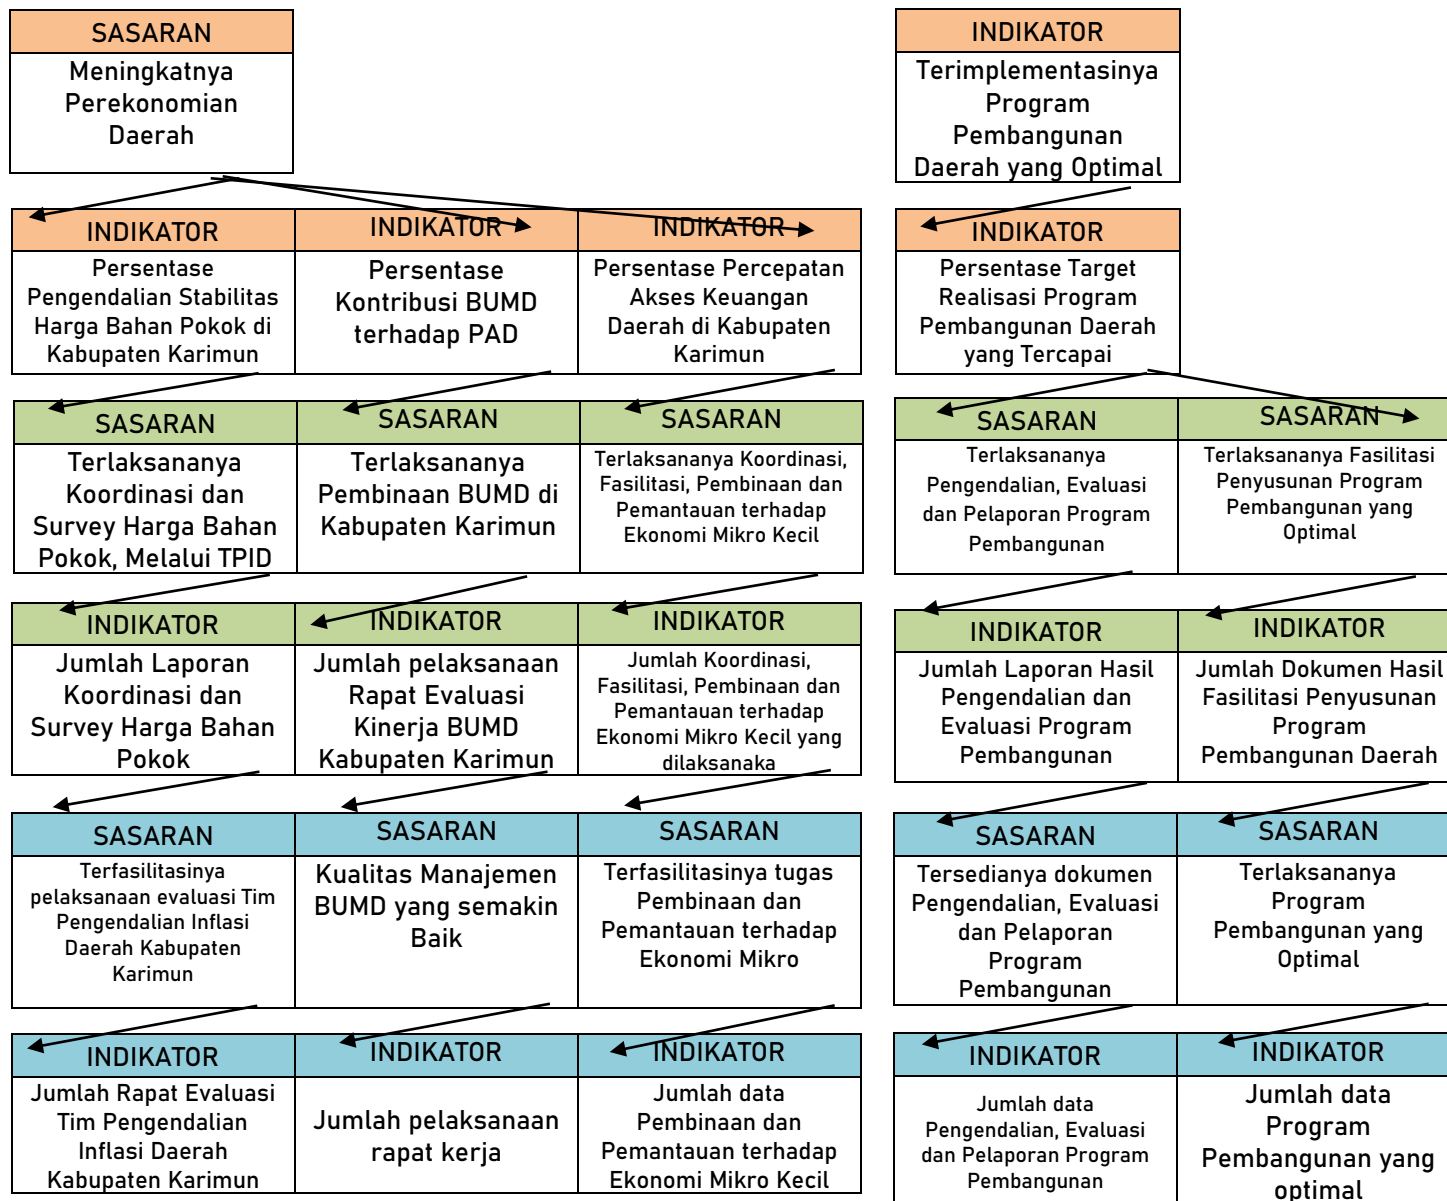 SASARAN
Meningkatnya
Perekonomian
Daerah
INDIKATOR
Terimplementasinya
Program
Pembangunan
Daerah yang Optimal
INDIKATOR
Persentase
Pengendalian Stabilitas
Harga Bahan Pokok di
Kabupaten Karimun
INDIKATOR
Persentase
Kontribusi BUMD
terhadap PAD
INDIKATOR
Persentase Percepatan
Akses Keuangan
Daerah di Kabupaten
Karimun
INDIKATOR
Persentase Target
Realisasi Program
Pembangunan Daerah
yang Tercapai
SASARAN
Terlaksananya
Koordinasi dan
Survey Harga Bahan
Pokok, Melalui TPID
SASARAN
Terlaksananya
Pembinaan BUMD di
Kabupaten Karimun
SASARAN
Terlaksananya Koordinasi,
Fasilitasi, Pembinaan dan
Pemantauan terhadap
Ekonomi Mikro Kecil
SASARAN
Terlaksananya
Pengendalian, Evaluasi
dan Pelaporan Program
Pembangunan
SASARAN
Terlaksananya Fasilitasi
Penyusunan Program
Pembangunan yang
Optimal
INDIKATOR
Jumlah Laporan
Koordinasi dan
Survey Harga Bahan
Pokok
INDIKATOR
Jumlah pelaksanaan
Rapat Evaluasi
Kinerja BUMD
Kabupaten Karimun
INDIKATOR
Jumlah Koordinasi,
Fasilitasi, Pembinaan dan
Pemantauan terhadap
Ekonomi Mikro Kecil yang
dilaksanaka
INDIKATOR
Jumlah Laporan Hasil
Pengendalian dan
Evaluasi Program
Pembangunan
INDIKATOR
Jumlah Dokumen Hasil
Fasilitasi Penyusunan
Program
Pembangunan Daerah
SASARAN
Terfasilitasinya
pelaksanaan evaluasi Tim
Pengendalian Inflasi
Daerah Kabupaten
Karimun
SASARAN
Kualitas Manajemen
BUMD yang semakin
Baik
SASARAN
Terfasilitasinya tugas
Pembinaan dan
Pemantauan terhadap
Ekonomi Mikro
SASARAN
Tersedianya dokumen
Pengendalian, Evaluasi
dan Pelaporan
Program
Pembangunan
SASARAN
Terlaksananya
Program
Pembangunan yang
Optimal
INDIKATOR
Jumlah Rapat Evaluasi
Tim Pengendalian
Inflasi Daerah
Kabupaten Karimun
INDIKATOR
Jumlah pelaksanaan
rapat kerja
INDIKATOR
Jumlah data
Pembinaan dan
Pemantauan terhadap
Ekonomi Mikro Kecil
INDIKATOR
Jumlah data
Pengendalian, Evaluasi
dan Pelaporan Program
Pembangunan
INDIKATOR
Jumlah data
Program
Pembangunan yang
optimal